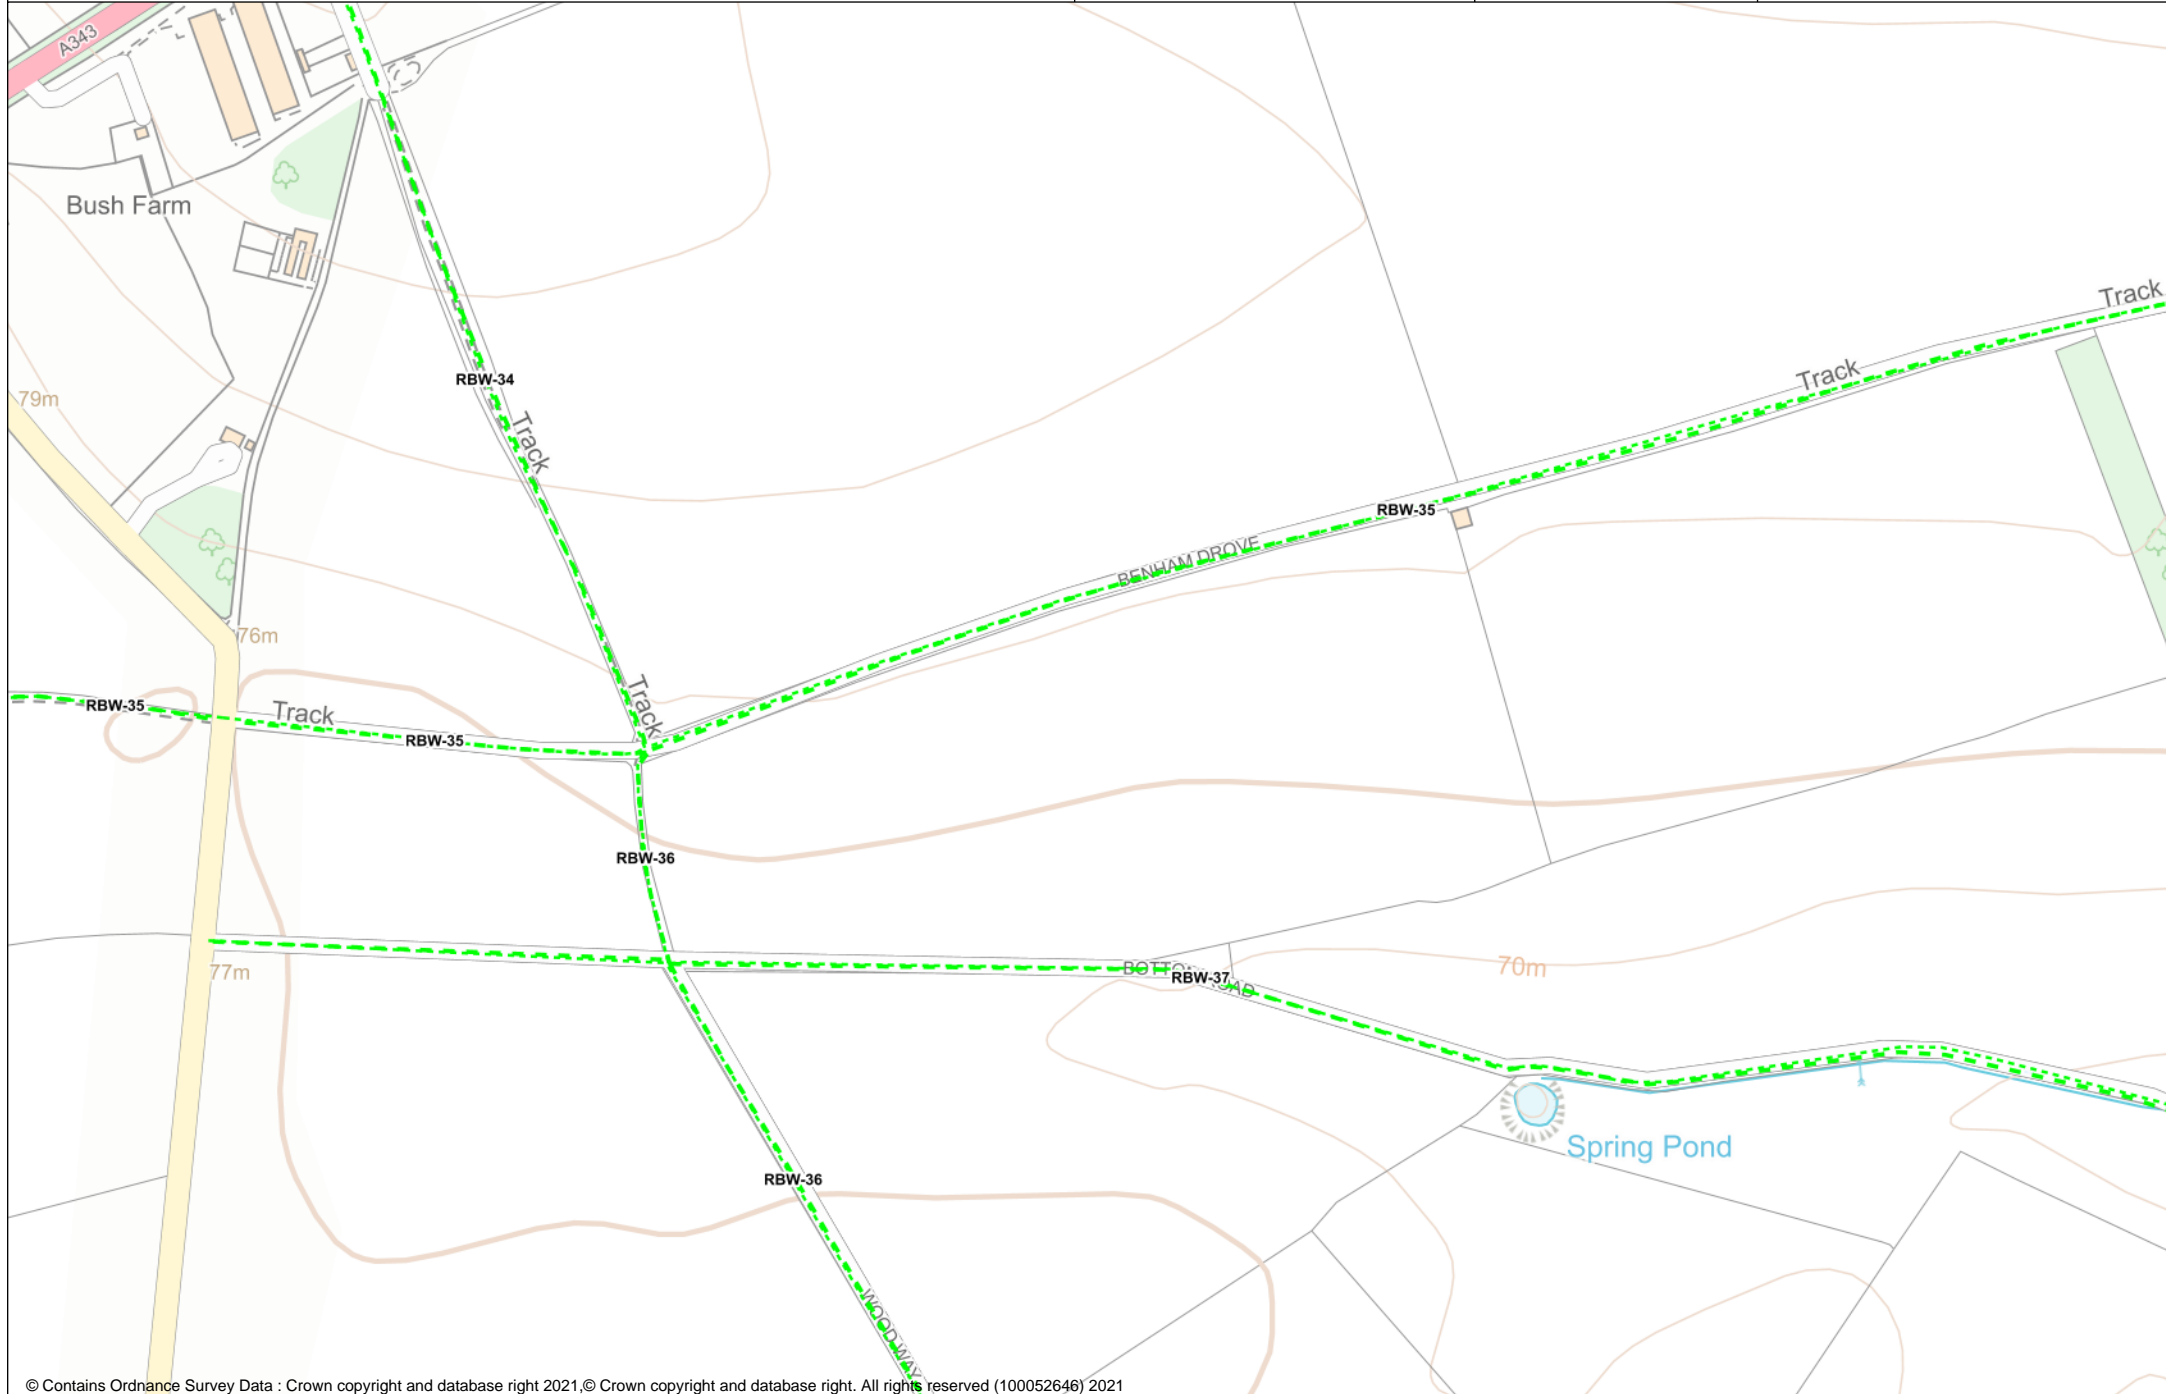 A343
Bush Farm
Track
Track
RBW-34
Track
79m
RBW-35
BENHAM DROVE
76m
Track
RBW-35
Track
RBW-35
RBW-36
77m
RBW-37
70m
Spring Pond
RBW-36
WOOD WAY
© Contains Ordnance Survey Data : Crown copyright and database right 2021,© Crown copyright and database right. All rights reserved (100052646) 2021